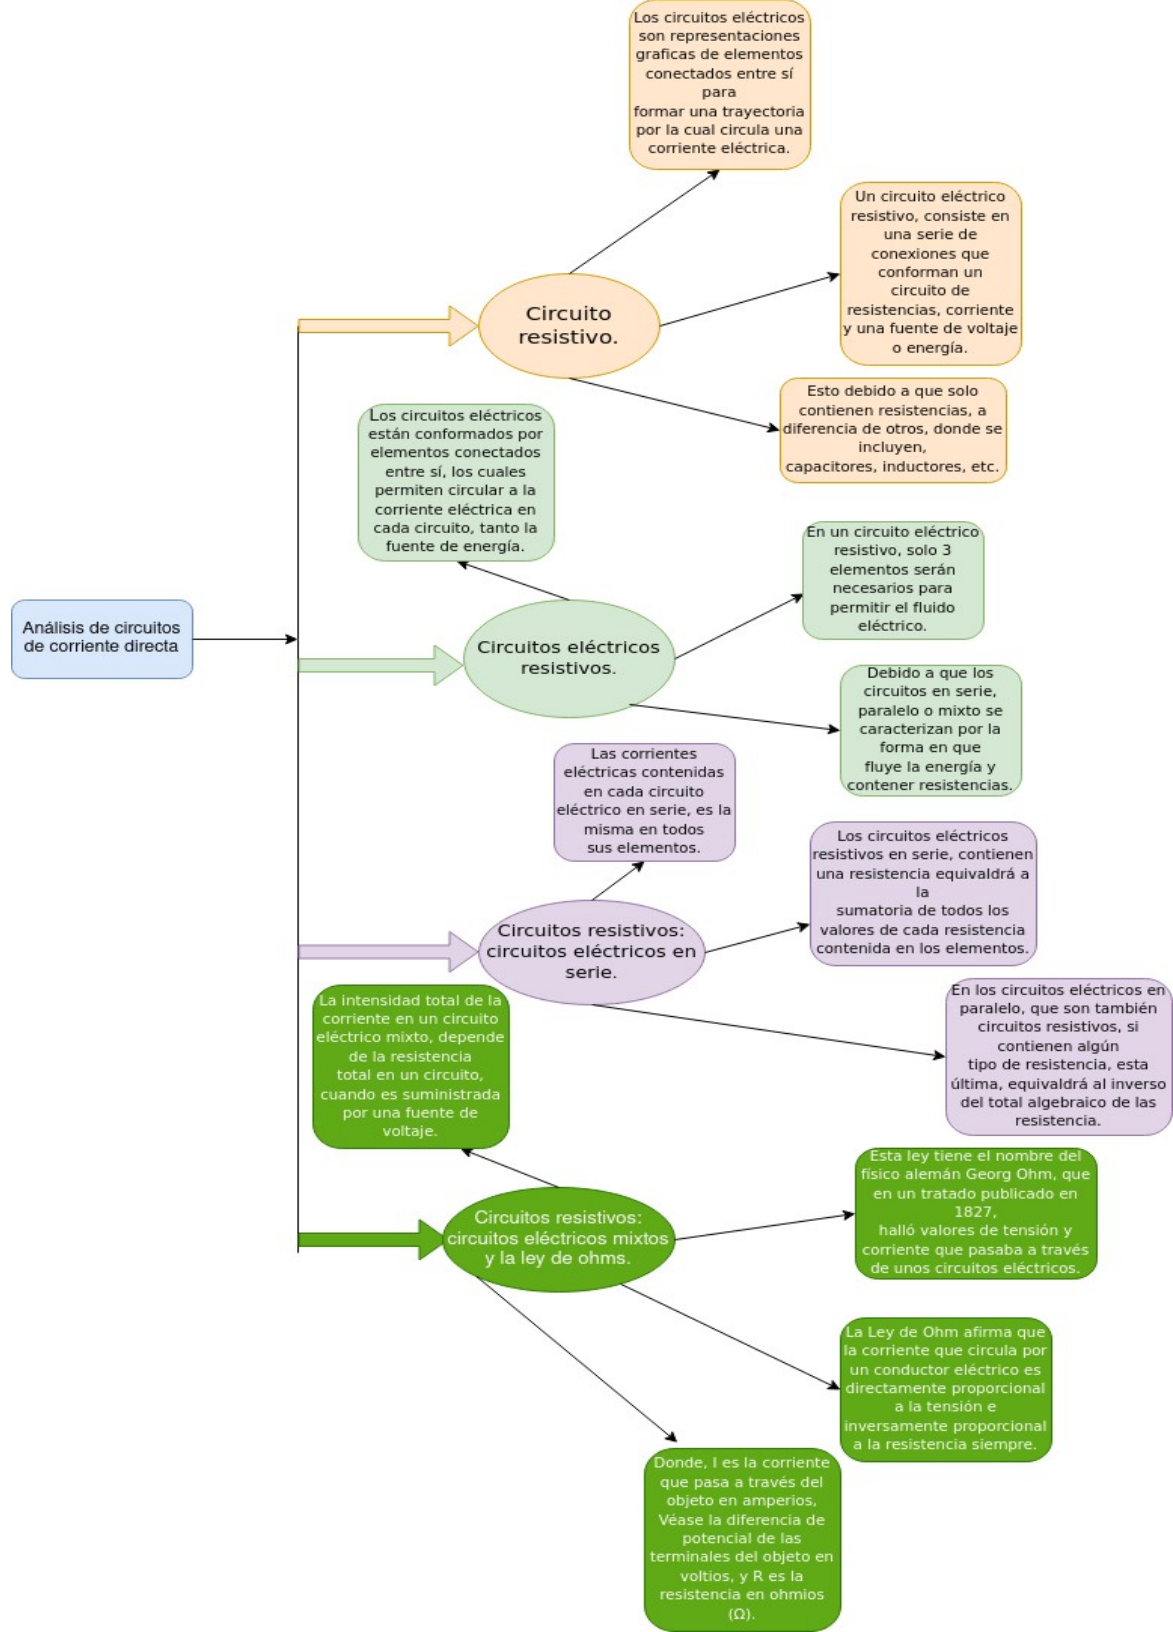 Los circuitos eléctricos
son representaciones
graficas de elementos
conectados entre sí
para
formar una trayectoria
por la cual circula una
corriente eléctrica.
Un circuito eléctrico
resistivo, consiste en
una serie de
conexiones que
conforman un
circuito de
resistencias, corriente
y una fuente de voltaje
o energía.
Circuito
resistivo.
Esto debido a que solo
contienen resistencias, a
diferencia de otros, donde se
incluyen,
capacitores, inductores, etc.
Los circuitos eléctricos
están conformados por
elementos conectados
entre sí, los cuales
permiten circular a la
corriente eléctrica en
cada circuito, tanto la
fuente de energía.
En un circuito eléctrico
resistivo, solo 3
elementos serán
necesarios para
permitir el fluido
eléctrico.
Análisis de circuitos
de corriente directa
Circuitos eléctricos
resistivos.
Debido a que los
circuitos en serie,
paralelo o mixto se
caracterizan por la
forma en que
fluye la energía y
contener resistencias.
Las corrientes
eléctricas contenidas
en cada circuito
eléctrico en serie, es la
misma en todos
sus elementos.
Los circuitos eléctricos
resistivos en serie, contienen
una resistencia equivaldrá a
la
sumatoria de todos los
valores de cada resistencia
contenida en los elementos.
Circuitos resistivos:
circuitos eléctricos en
serie.
En los circuitos eléctricos en
paralelo, que son también
circuitos resistivos, si
contienen algún
tipo de resistencia, esta
última, equivaldrá al inverso
del total algebraico de las
resistencia.
La intensidad total de la
corriente en un circuito
eléctrico mixto, depende
de la resistencia
total en un circuito,
cuando es suministrada
por una fuente de
voltaje.
Esta ley tiene el nombre del
físico alemán Georg Ohm, que
en un tratado publicado en
1827,
halló valores de tensión y
corriente que pasaba a través
de unos circuitos eléctricos.
Circuitos resistivos:
circuitos eléctricos mixtos
y la ley de ohms.
La Ley de Ohm afirma que
la corriente que circula por
un conductor eléctrico es
directamente proporcional
a la tensión e
inversamente proporcional
a la resistencia siempre.
Donde, I es la corriente
que pasa a través del
objeto en amperios,
Véase la diferencia de
potencial de las
terminales del objeto en
voltios, y R es la
resistencia en ohmios
(Ω).